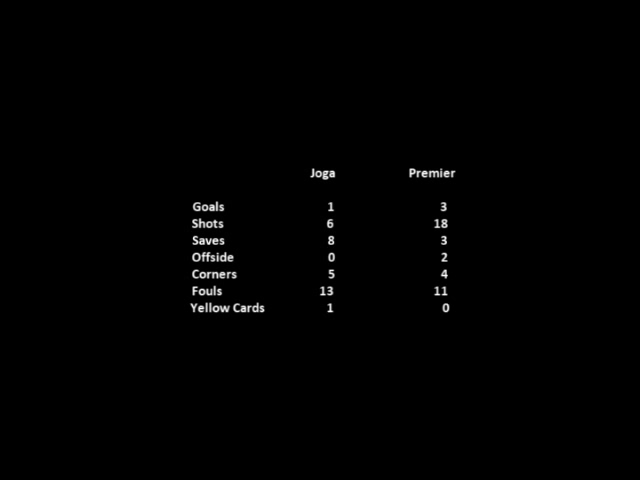 Joga Premier
Goals 1 3
Shots 6 18
Saves 8 3
Offside 0 2
Corners 5 4
Fouls 13 11
Yellow Cards 1 0